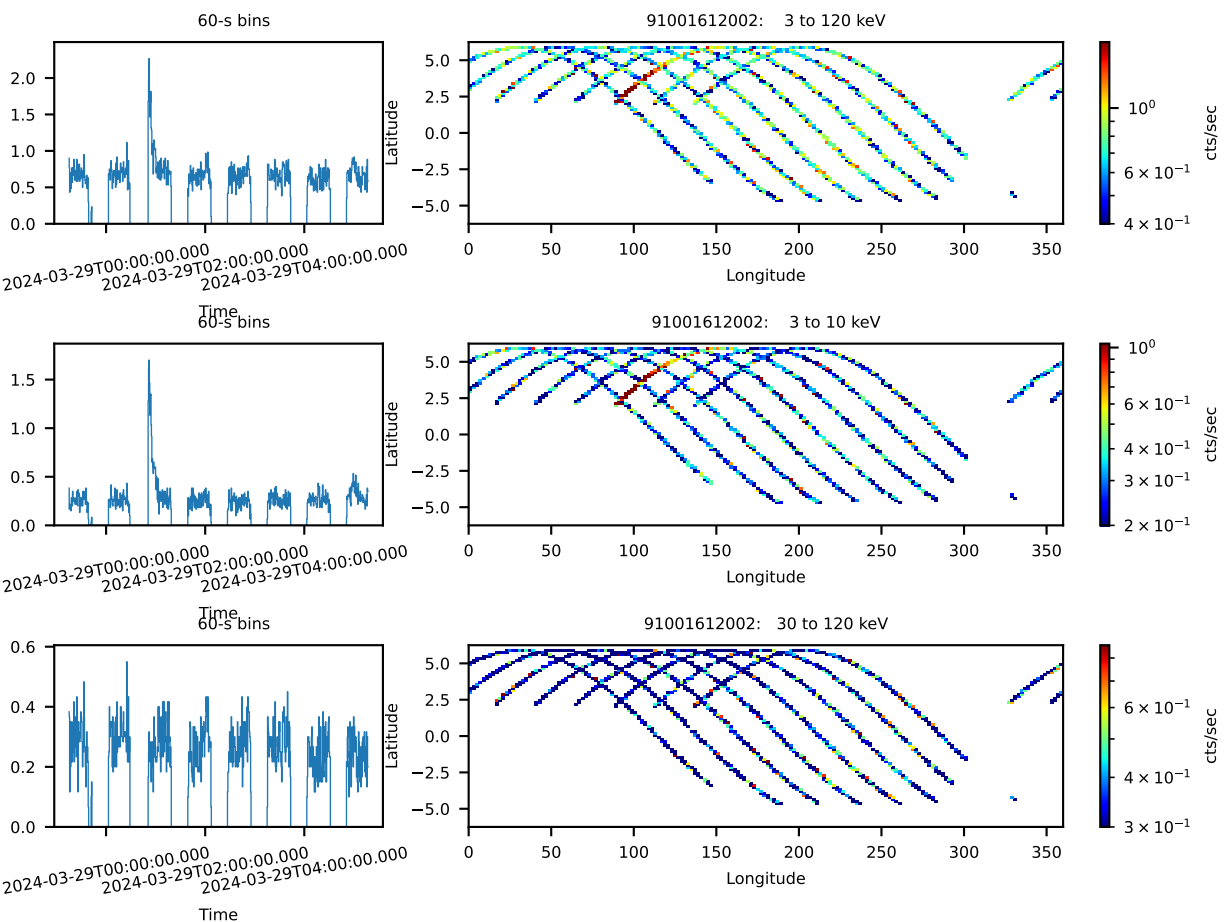 60-s bins
91001612002:    3 to 120 keV
2.0
1.5
1.0
0.5
0.0
Latitude
5.0
2.5
0.0
−2.5
−5.0
10⁰
6 × 10⁻¹
4 × 10⁻¹
cts/sec
0 50 100 150 200 250 300 350
2024-03-29T00:00:00.000
2024-03-29T02:00:00.000
2024-03-29T04:00:00.000
Longitude
Time
60-s bins
91001612002:    3 to 10 keV
1.5
1.0
0.5
0.0
Latitude
5.0
2.5
0.0
−2.5
−5.0
10⁰
6 × 10⁻¹
4 × 10⁻¹
3 × 10⁻¹
2 × 10⁻¹
cts/sec
0 50 100 150 200 250 300 350
2024-03-29T00:00:00.000
2024-03-29T02:00:00.000
2024-03-29T04:00:00.000
Longitude
Time
60-s bins
91001612002:   30 to 120 keV
0.6
0.4
0.2
0.0
Latitude
5.0
2.5
0.0
−2.5
−5.0
6 × 10⁻¹
4 × 10⁻¹
3 × 10⁻¹
cts/sec
0 50 100 150 200 250 300 350
2024-03-29T00:00:00.000
2024-03-29T02:00:00.000
2024-03-29T04:00:00.000
Longitude
Time